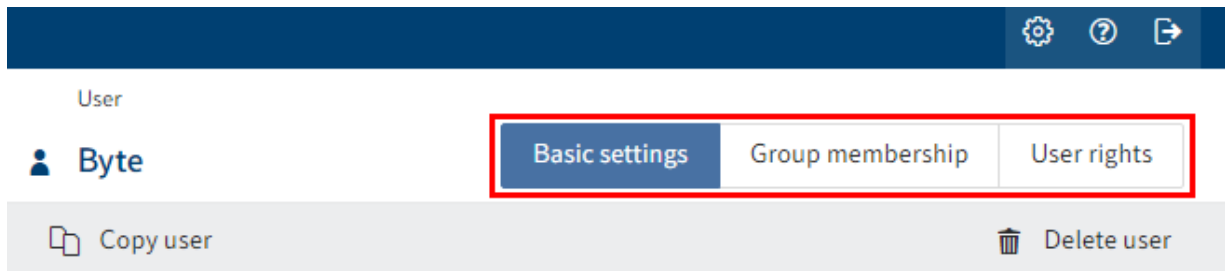 User
Byte
Basic settings Group membership User rights
Copy user Delete user